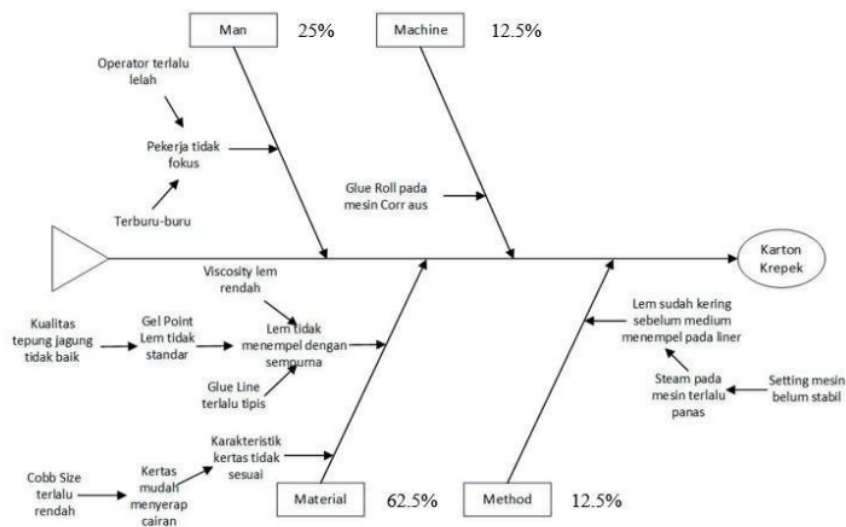 Man
25%
Machine
12.5%
Operator terlalu
lelah
Pekerja tidak
fokus
Terburu-buru
Glue Roll pada
mesin Corr aus
Karton
Krepek
Viscosity lem
rendah
Kualitas
tepung jagung
tidak baik
Gel Point
Lem tidak
standar
Lem tidak
menempel dengan
sempurna
Glue Line
terlalu tipis
Lem sudah kering
sebelum medium
menempel pada liner
Steam pada
mesin terlalu
panas
Setting mesin
belum stabil
Karakteristik
kertas tidak
sesuai
Cobb Size
terlalu
rendah
Kertas
mudah
menyerap
cairan
Material
62.5%
Method
12.5%